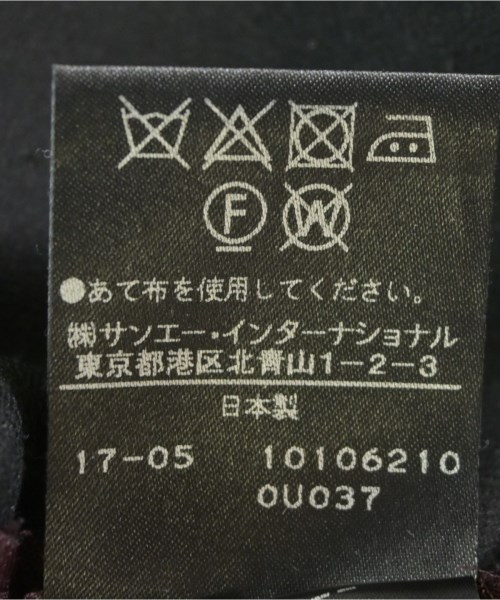 F W
●あて布を使用してください。
㈱サンエー・インターナショナル
東京都港区北青山1-2-3
日本製
17-05 10106210
0U037